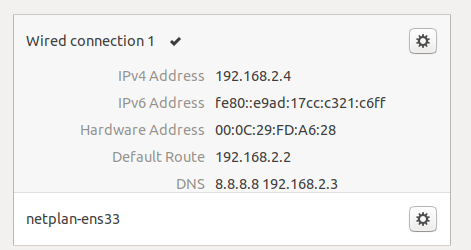 Wired connection 1 ✔
IPv4 Address 192.168.2.4
IPv6 Address fe80::e9ad:17cc:c321:c6ff
Hardware Address 00:0C:29:FD:A6:28
Default Route 192.168.2.2
DNS 8.8.8.8 192.168.2.3
netplan-ens33